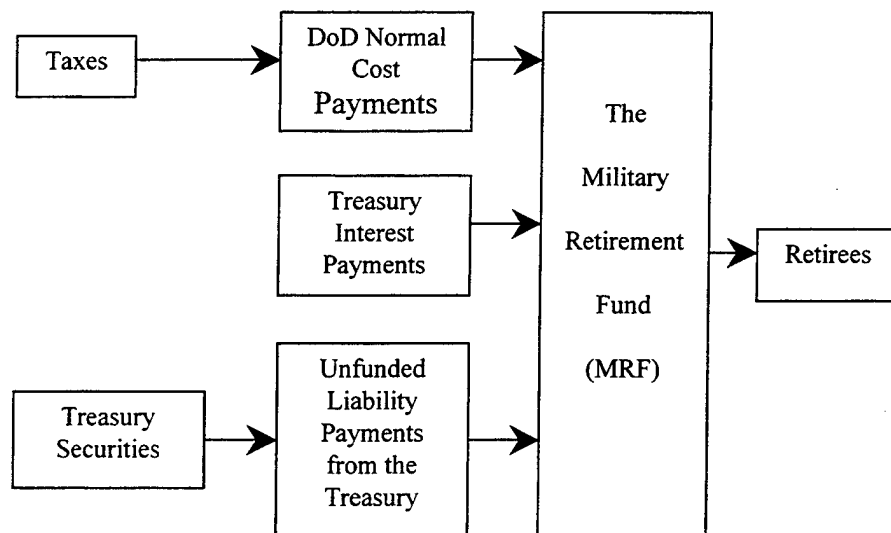 Taxes
DoD Normal
Cost
Payments
Treasury
Interest
Payments
Treasury
Securities
Unfunded
Liability
Payments
from the
Treasury
The
Military
Retirement
Fund
(MRF)
Retirees